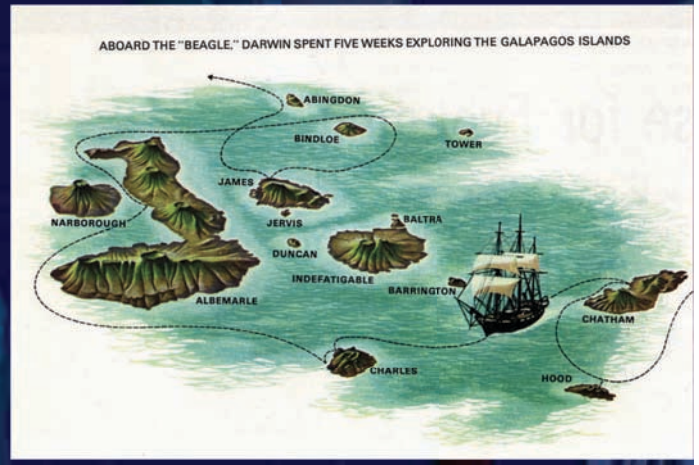 ABOARD THE "BEAGLE," DARWIN SPENT FIVE WEEKS EXPLORING THE GALAPAGOS ISLANDS
ABINGDON
BINDLOE
TOWER
JAMES
NARBOROUGH
JERVIS
BALTRA
DUNCAN
INDEFATIGABLE
BARRINGTON
ALBEMARLE
CHATHAM
CHARLES
HOOD